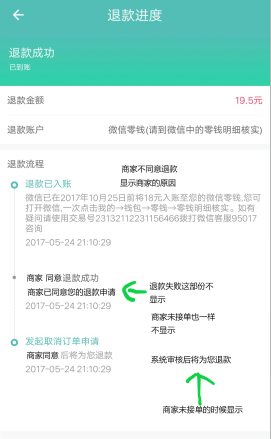 退款进度
退款成功
已到账
退款金额
19.5元
退款账户
微信零钱(请到微信中的零钱明细核实)
退款流程
商家不同意退款
显示商家的原因
退款已入账
微信已在2017年10月25日前将18元入账至您的微信零钱,您可
打开微信,一次点击我的→钱包→零钱→零钱明细核实。如有
疑问请使用交易号23132112231156466拨打微信客服95017
咨询
2017-05-24 21:10:29
商家 同意退款成功
商家已同意您的退款申请
2017-05-24 21:10:29
退款失败这部份不
显示
商家未接单也一样
不显示
发起取消订单申请
商家同意 后将为您退款
2017-05-24 21:10:29
系统审核后将为您退款
商家未接单的时候显示